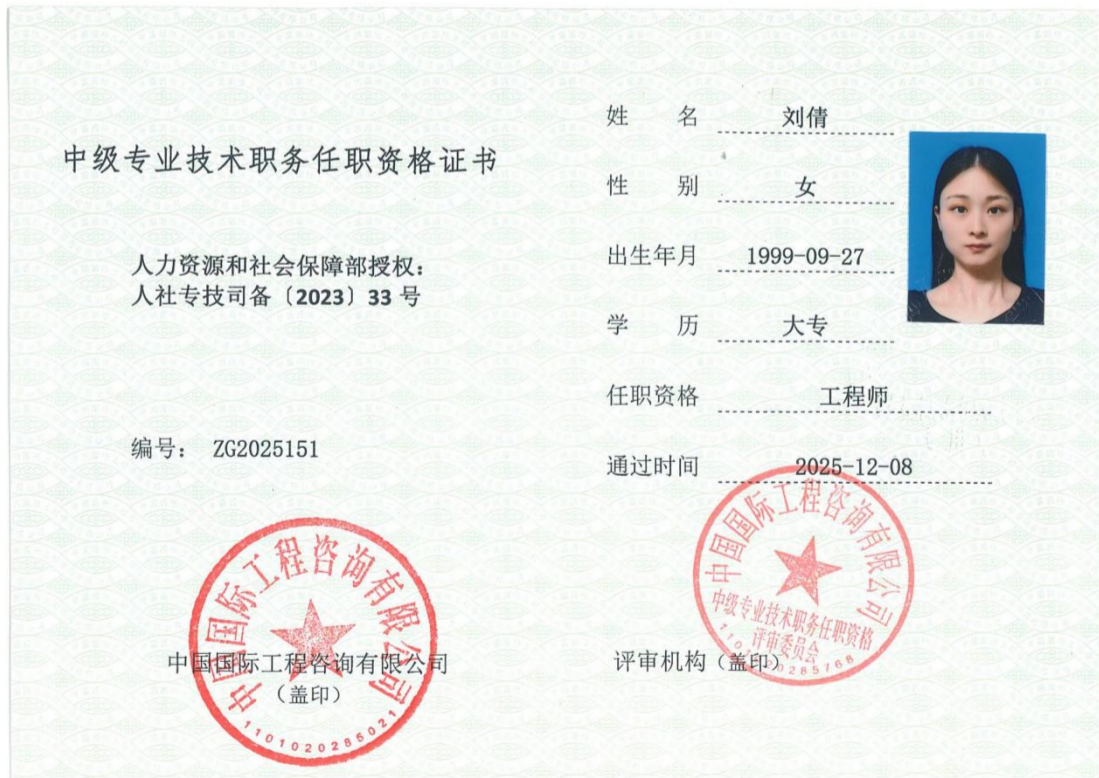 中级专业技术职务任职资格证书
人力资源和社会保障部授权：
人社专技司备〔2023〕33 号
编号： ZG2025151
中国国际工程咨询有限公司
中国国际工程咨询有限公司
（盖印）
1101020285021
姓 名 刘倩
性 别 女
出生年月 1999-09-27
学 历 大专
任职资格 工程师
通过时间 2025-12-08
中国国际工程咨询有限公司
中级专业技术职务任职资格
评审委员会
评审机构（盖印）